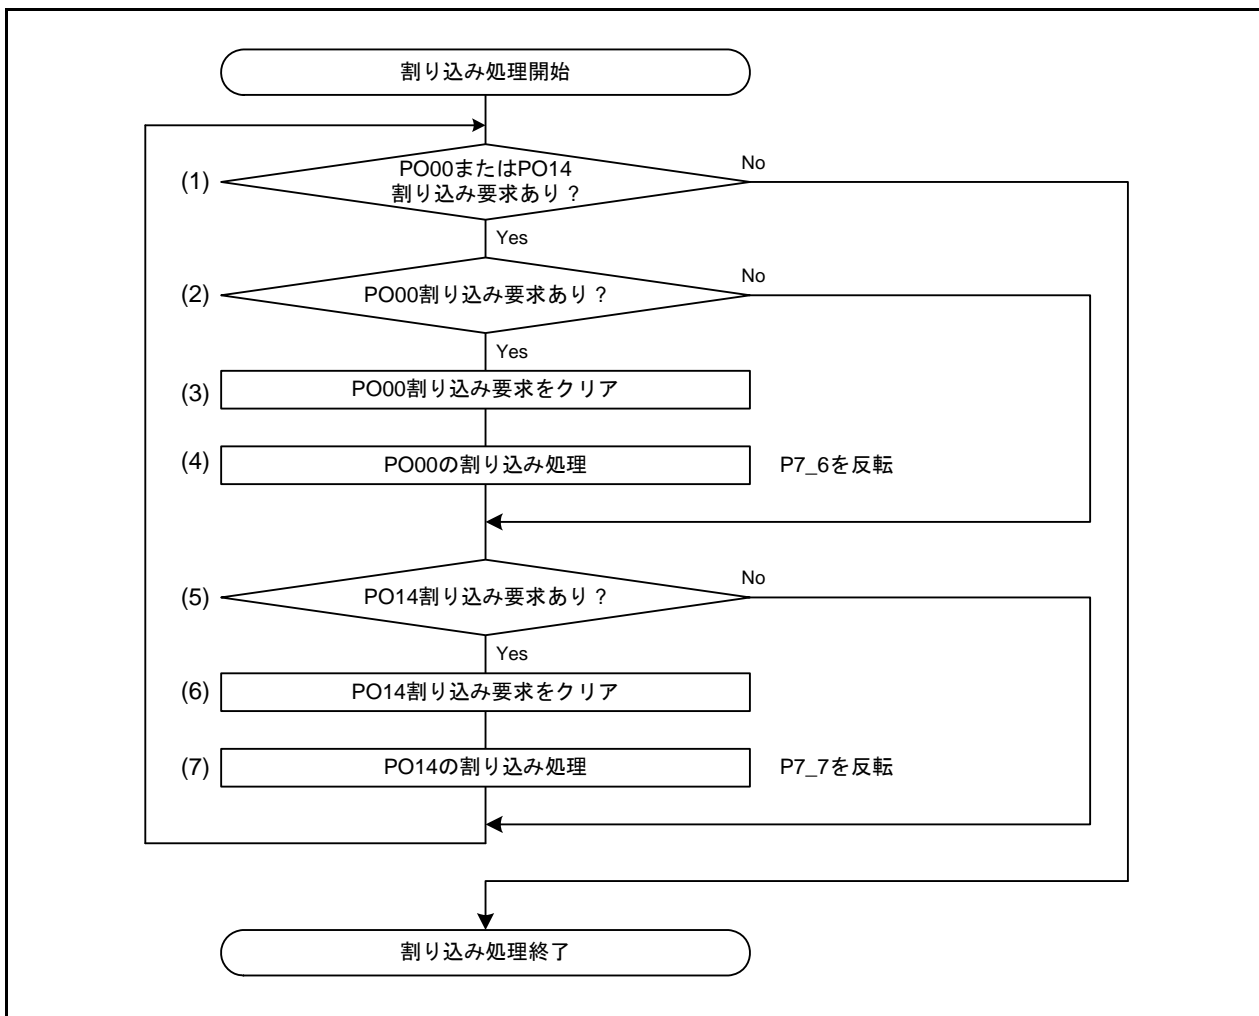 割り込み処理開始
(1)
PO00またはPO14
割り込み要求あり?
No
Yes
(2)
PO00割り込み要求あり?
No
Yes
(3)
PO00割り込み要求をクリア
(4)
PO00の割り込み処理
P7_6を反転
(5)
PO14割り込み要求あり?
No
Yes
(6)
PO14割り込み要求をクリア
(7)
PO14の割り込み処理
P7_7を反転
割り込み処理終了